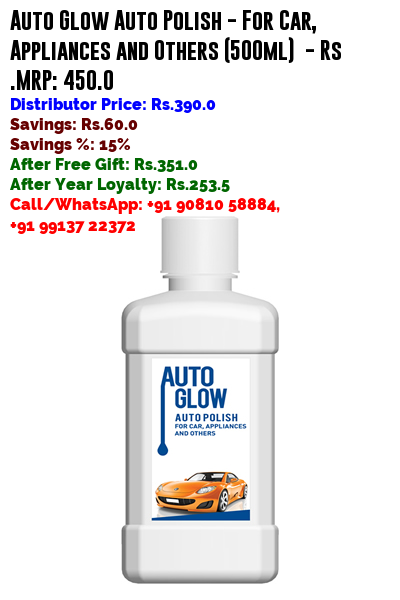 Auto Glow Auto Polish - For Car,
Appliances and Others (500ml)  - Rs
.MRP: 450.0
Distributor Price: Rs.390.0
Savings: Rs.60.0
Savings %: 15%
After Free Gift: Rs.351.0
After Year Loyalty: Rs.253.5
Call/WhatsApp: +91 90810 58884,
+91 99137 22372
AUTO
GLOW
AUTO POLISH
FOR CAR, APPLIANCES
AND OTHERS